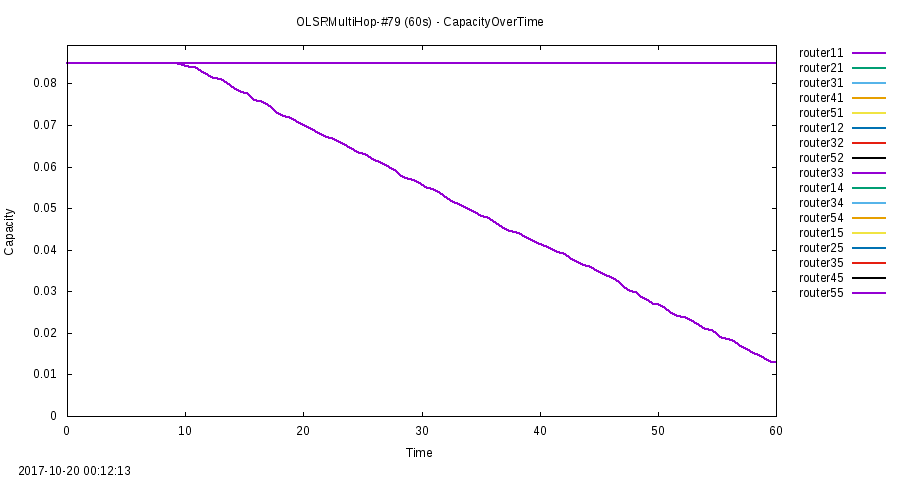 OLSRMultiHop-#79 (60s) - CapacityOverTime
router11
router21
router31
router41
router51
router12
router32
router52
router33
router14
router34
router54
router15
router25
router35
router45
router55
0.08
0.07
0.06
0.05
0.04
0.03
0.02
0.01
0
Capacity
0 10 20 30 40 50 60
Time
2017-10-20 00:12:13